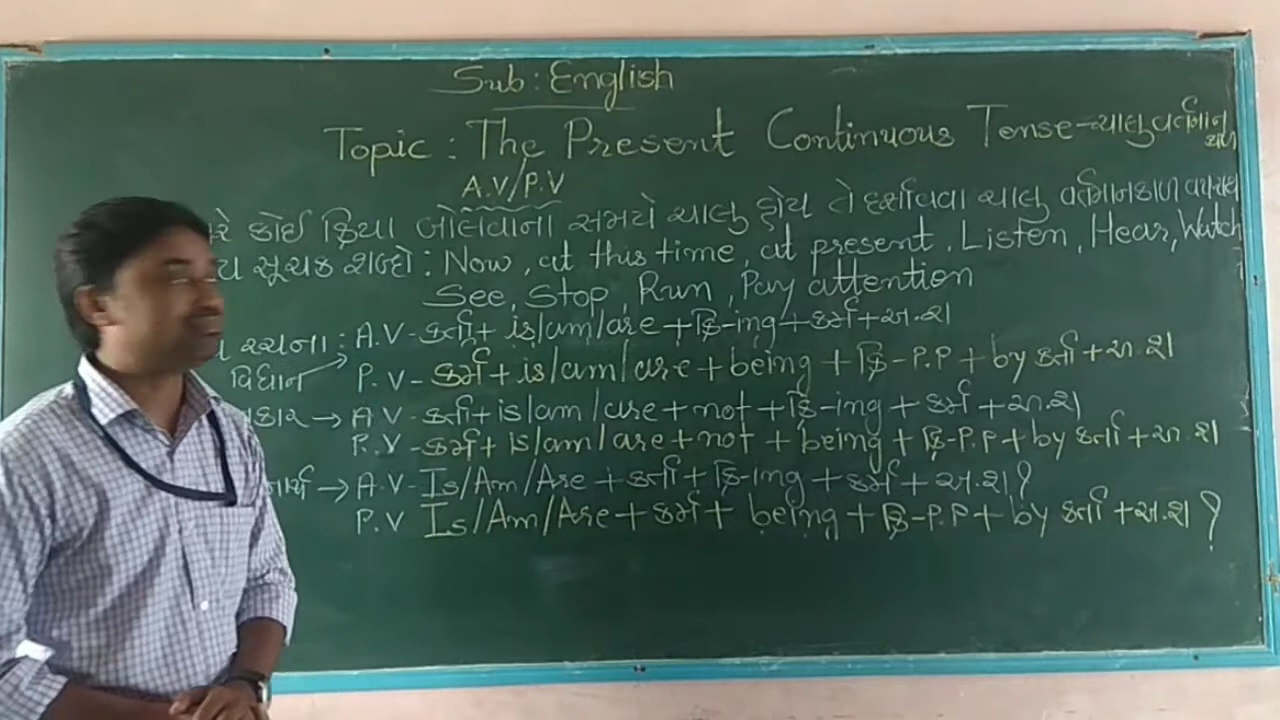 Sub : English
Topic : The Present Continuous Tense - ચાલુ વર્તમાન કાળ
A.V/P.V
રે કોઈ ક્રિયા બોલવાના સમયે ચાલુ હોય તે દર્શાવવા ચાલુ વર્તમાનકાળ વપરાય
ય સૂચક શબ્દો : Now, at this time, at present, Listen, Hear, Watch
See, Stop, Run, Pay attention
રચના : A.V - કર્તા + is/am/are + ક્રિ-ing + કર્મ + અ.શ
વિધાન P.V - કર્મ + is/am/are + being + ક્રિ-P.P + by કર્તા + અ.શ
કાર → A.V - કર્તા + is/am/are + not + ક્રિ-ing + કર્મ + અ.શ
P.V - કર્મ + is/am/are + not + being + ક્રિ-P.P + by કર્તા + અ.શ
નાર્થ → A.V - Is/Am/Are + કર્તા + ક્રિ-ing + કર્મ + અ.શ?
P.V Is/Am/Are + કર્મ + being + ક્રિ-P.P + by કર્તા + અ.શ?